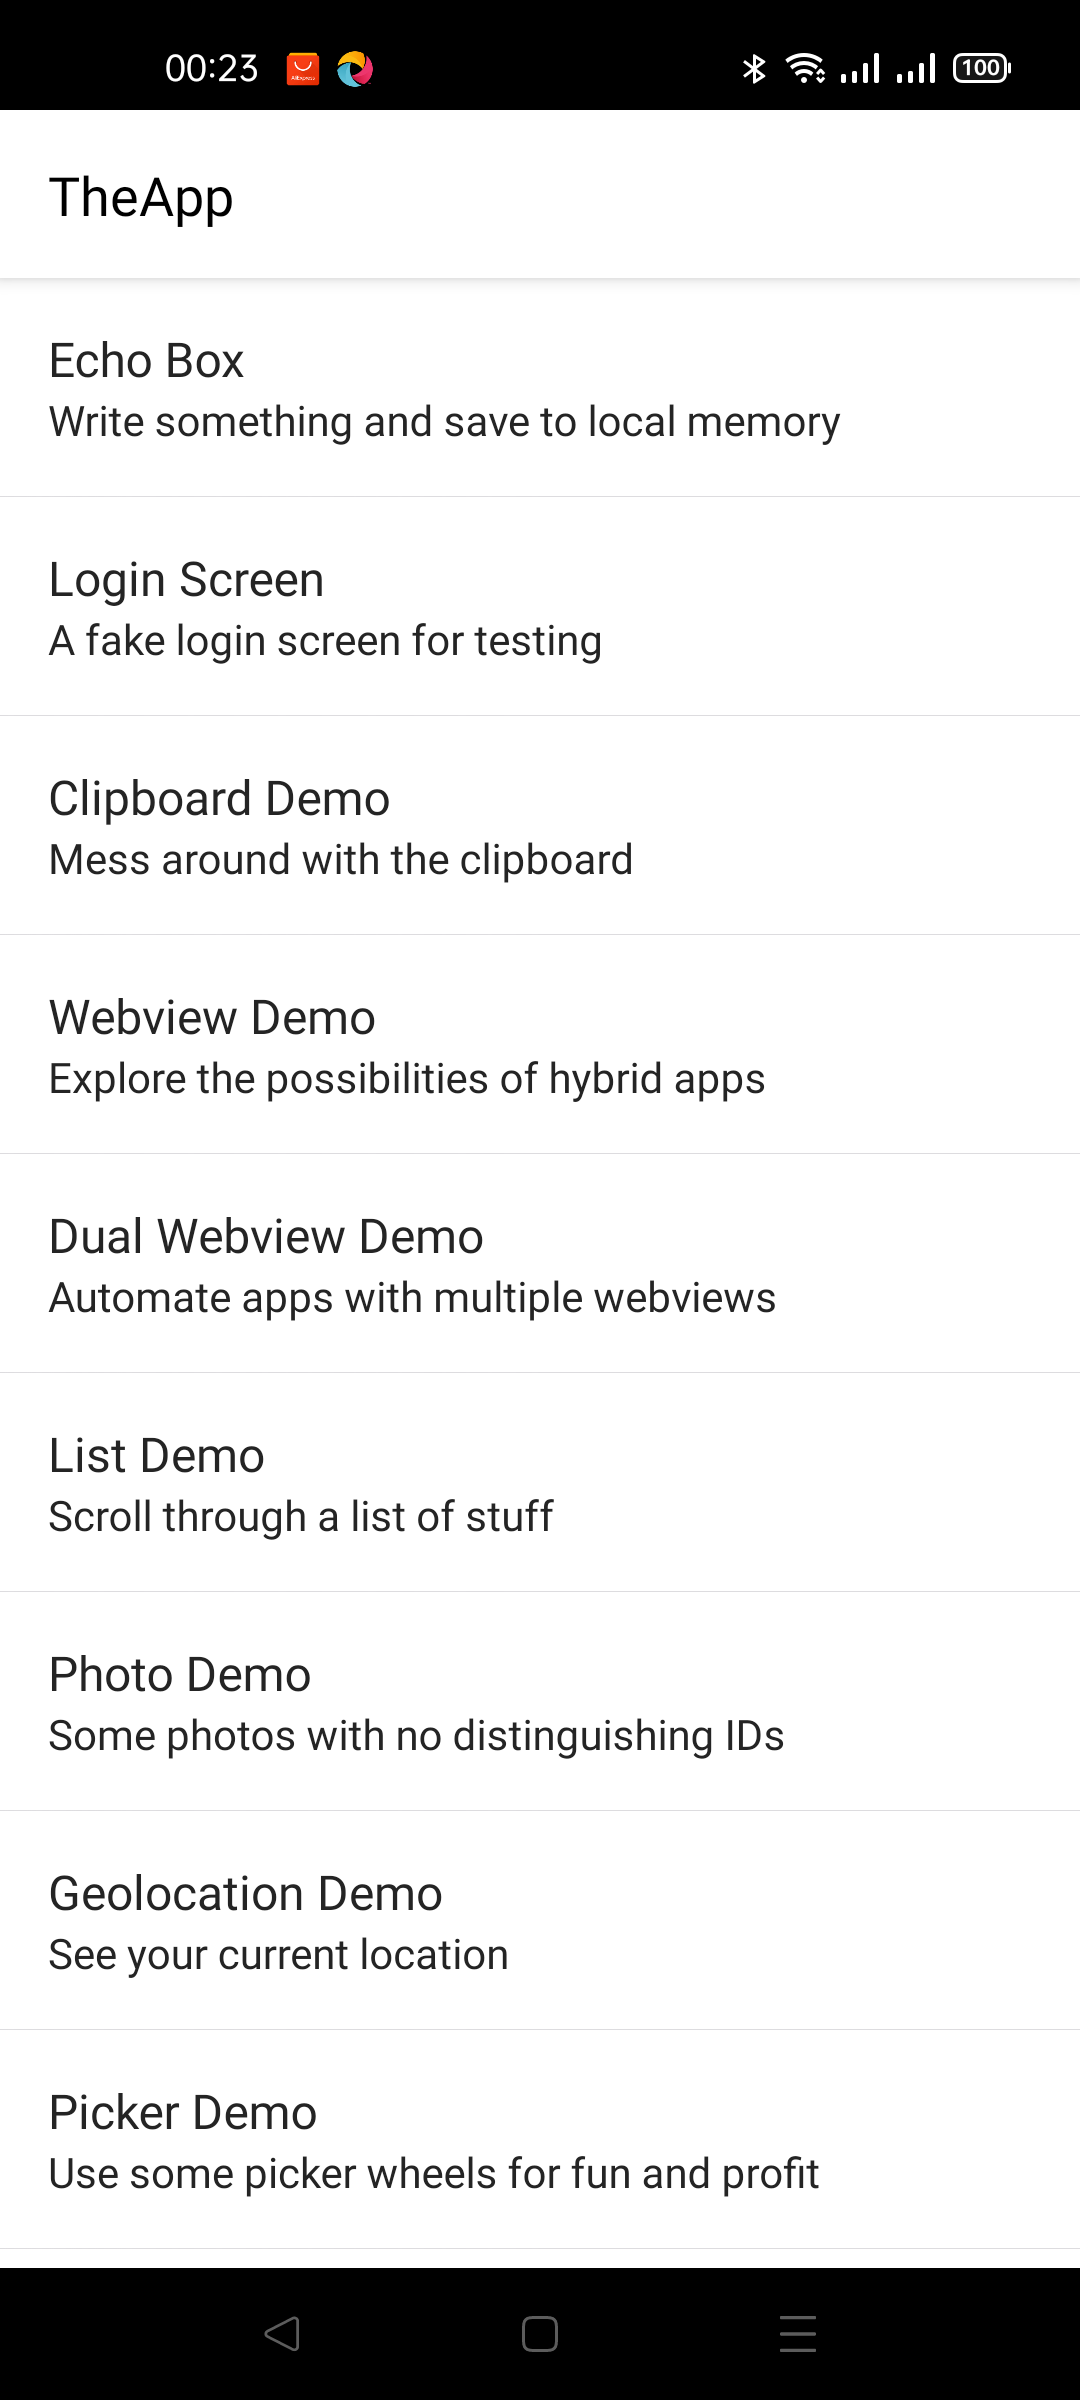 00:23
100
TheApp
Echo Box
Write something and save to local memory
Login Screen
A fake login screen for testing
Clipboard Demo
Mess around with the clipboard
Webview Demo
Explore the possibilities of hybrid apps
Dual Webview Demo
Automate apps with multiple webviews
List Demo
Scroll through a list of stuff
Photo Demo
Some photos with no distinguishing IDs
Geolocation Demo
See your current location
Picker Demo
Use some picker wheels for fun and profit